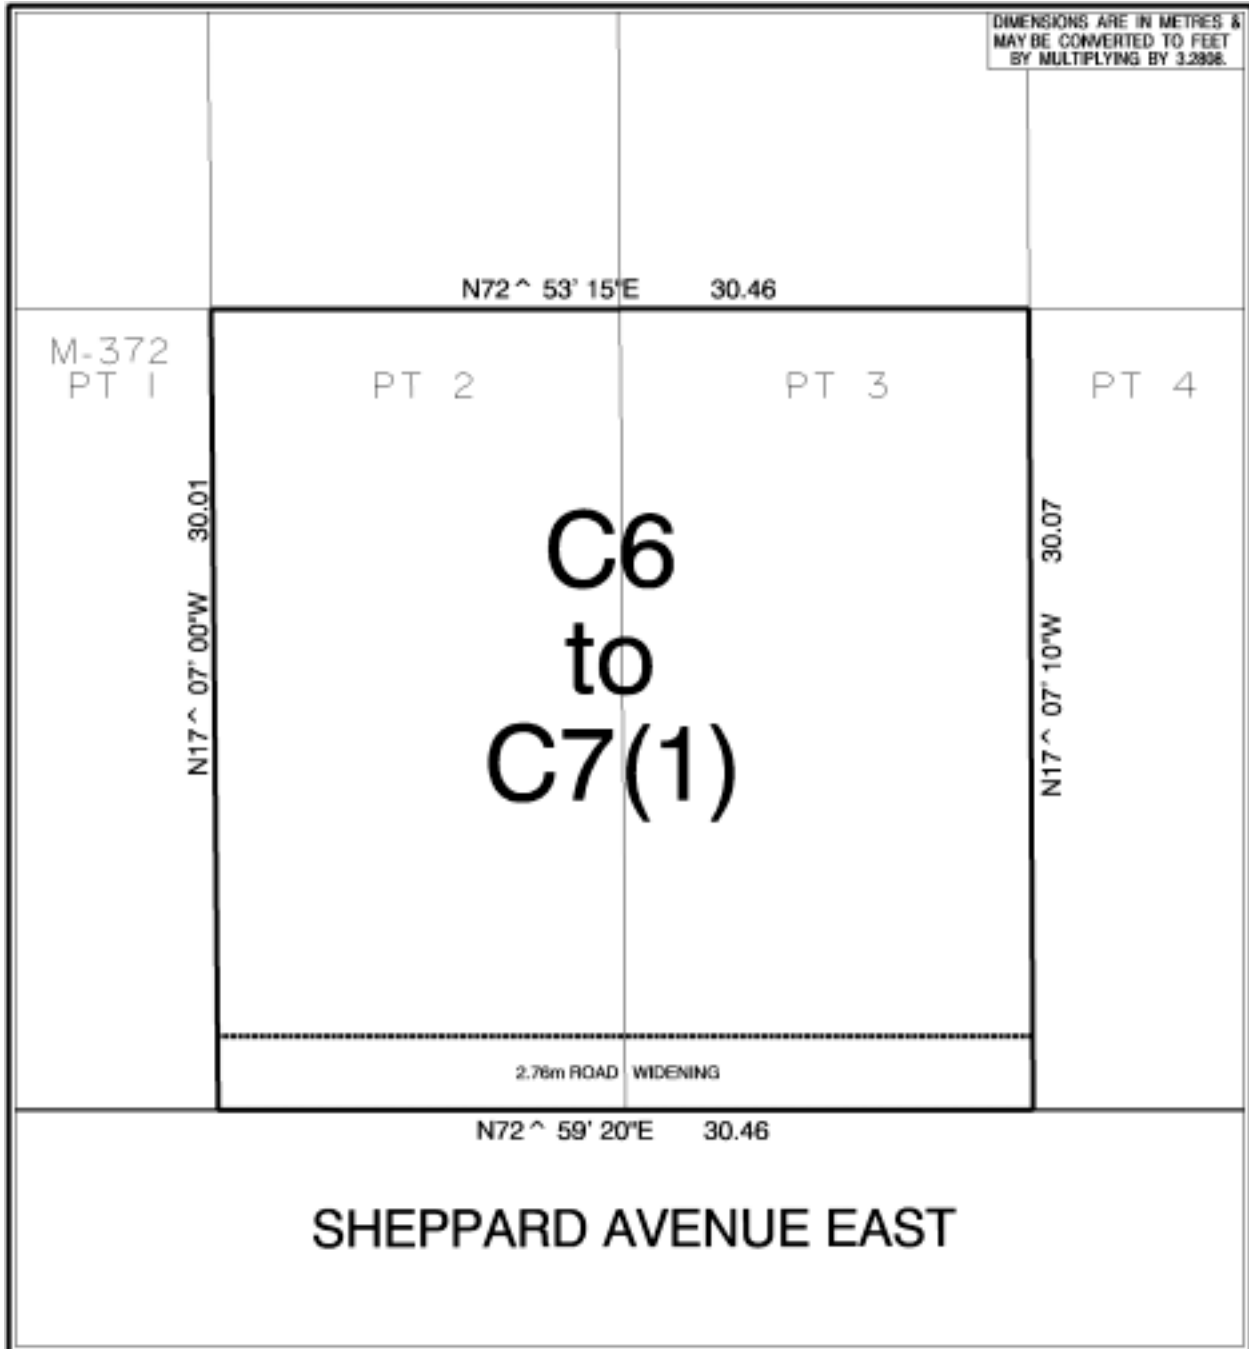 DIMENSIONS ARE IN METRES &
MAY BE CONVERTED TO FEET
BY MULTIPLYING BY 3.2808.
N72^ 53' 15"E 30.46
M-372
PT 1
PT 2
PT 3
PT 4
N17^ 07' 00"W 30.01
C6
to
C7(1)
N17^ 07' 10"W 30.07
2.76m ROAD WIDENING
N72^ 59' 20"E 30.46
SHEPPARD AVENUE EAST